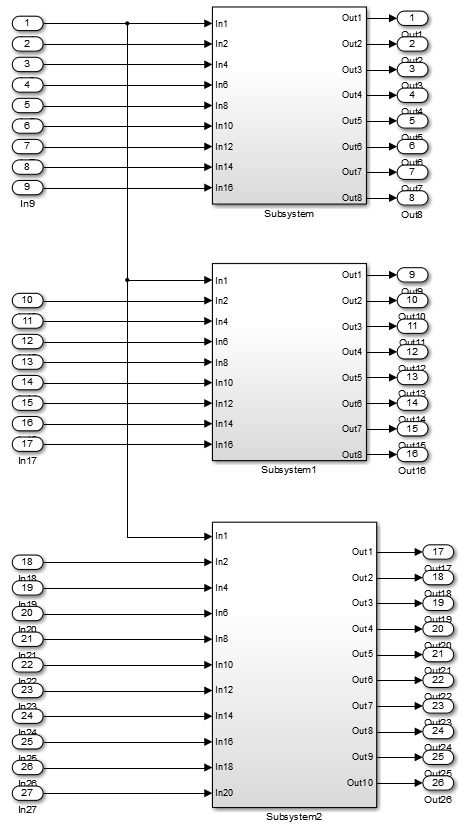 1 In1 Out1 1
Out1
2 In2 Out2 2
Out2
3 In4 Out3 3
Out3
4 In6 Out4 4
Out4
5 In8 Out5 5
Out5
6 In10 Out6 6
Out6
7 In12 Out7 7
Out7
8 In14 Out8 8
9 In16
In9 Subsystem Out8
In1 Out1 9
Out9
10 In2 Out2 10
Out10
11 In4 Out3 11
Out11
12 In6 Out4 12
Out12
13 In8 Out5 13
Out13
14 In10 Out6 14
Out14
15 In12 Out7 15
Out15
16 In14 Out8 16
17 In16
In17 Subsystem1 Out16
In1
18 In2 Out1 17
In18 Out17
19 In4 Out2 18
In19 Out18
20 In6 Out3 19
In20 Out19
21 In8 Out4 20
In21 Out20
22 In10 Out5 21
In22 Out21
23 In12 Out6 22
In23 Out22
24 In14 Out7 23
In24 Out23
25 In16 Out8 24
In25 Out24
26 In18 Out9 25
In26 Out25
27 In20 Out10 26
In27 Subsystem2 Out26